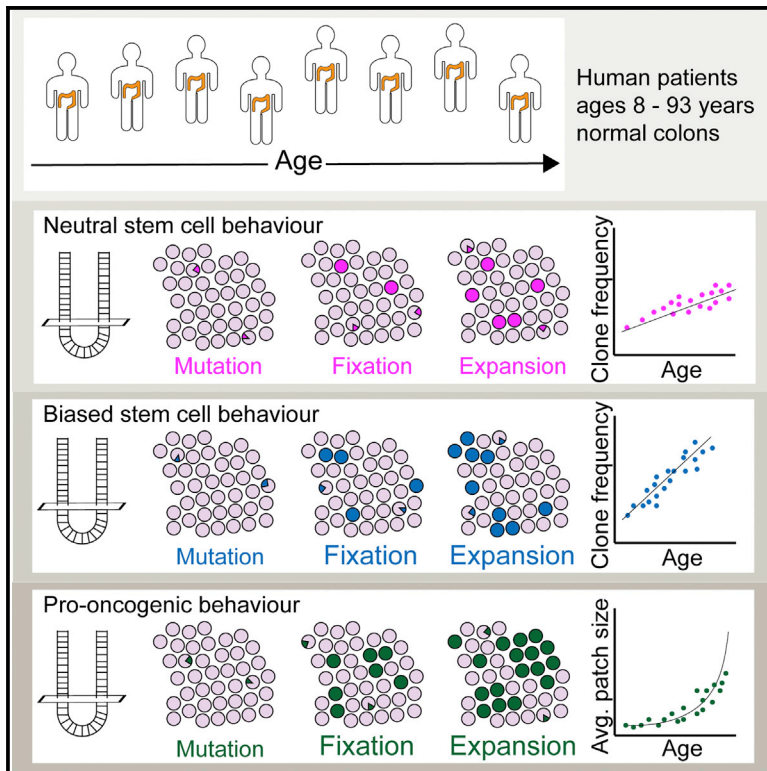 Age
Human patients
ages 8 - 93 years
normal colons
Neutral stem cell behaviour
Mutation
Fixation
Expansion
Clone frequency
Age
Biased stem cell behaviour
Mutation
Fixation
Expansion
Clone frequency
Age
Pro-oncogenic behaviour
Mutation
Fixation
Expansion
Avg. patch size
Age